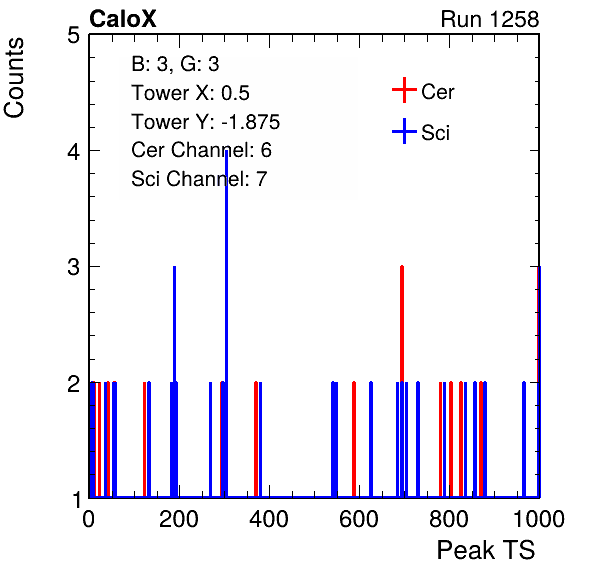 CaloX
Run 1258
Counts
5
4
3
2
1
B: 3, G: 3
Tower X: 0.5
Tower Y: -1.875
Cer Channel: 6
Sci Channel: 7
Cer
Sci
0 200 400 600 800 1000
Peak TS